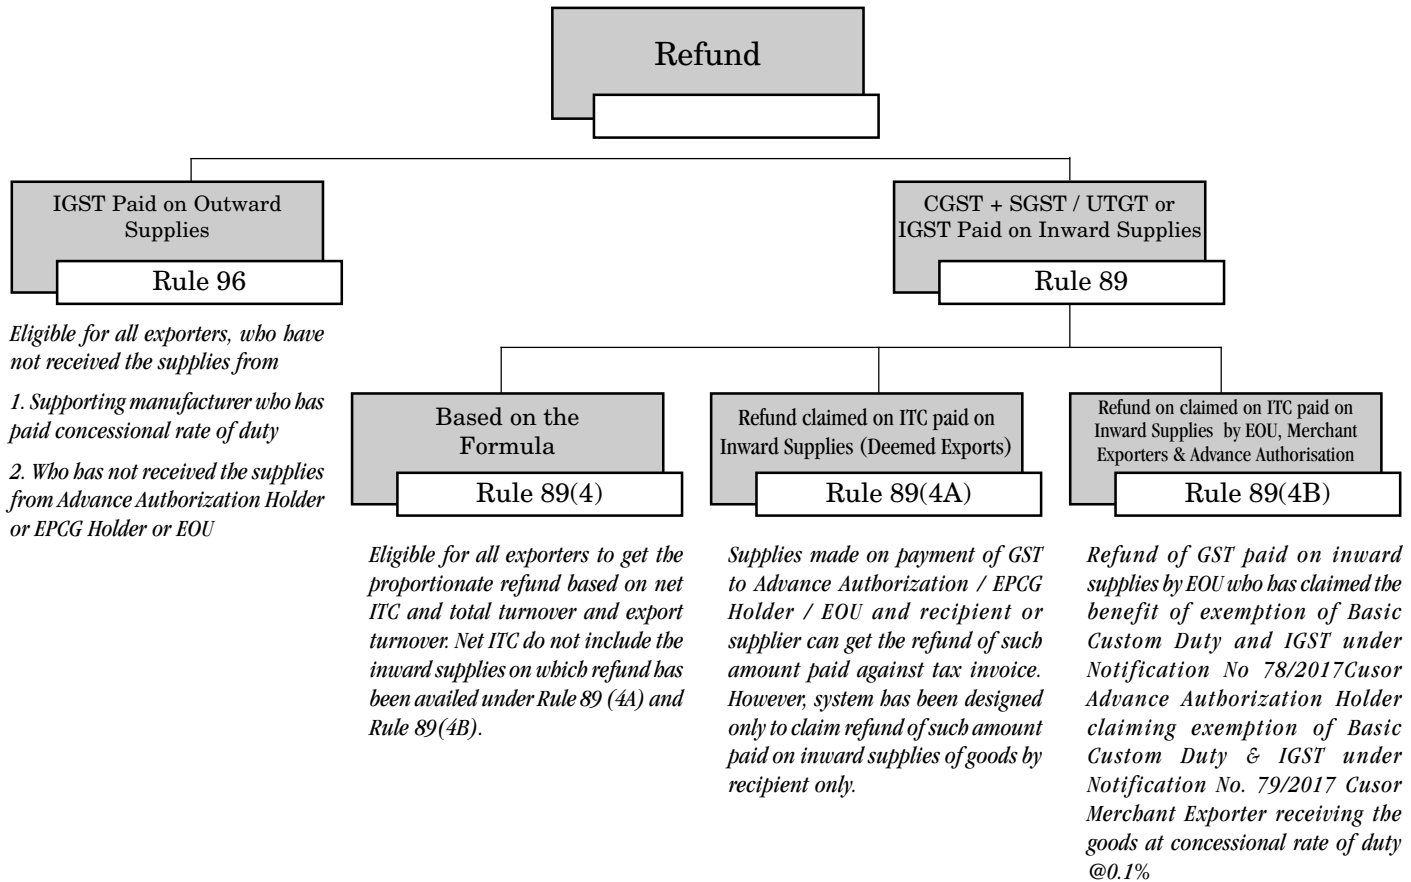 Refund
IGST Paid on Outward
Supplies
Rule 96
Eligible for all exporters, who have
not received the supplies from
1. Supporting manufacturer who has
paid concessional rate of duty
2. Who has not received the supplies
from Advance Authorization Holder
or EPCG Holder or EOU
CGST + SGST / UTGT or
IGST Paid on Inward Supplies
Rule 89
Based on the
Formula
Rule 89(4)
Eligible for all exporters to get the
proportionate refund based on net
ITC and total turnover and export
turnover. Net ITC do not include the
inward supplies on which refund has
been availed under Rule 89 (4A) and
Rule 89(4B).
Refund claimed on ITC paid on
Inward Supplies (Deemed Exports)
Rule 89(4A)
Supplies made on payment of GST
to Advance Authorization / EPCG
Holder / EOU and recipient or
supplier can get the refund of such
amount paid against tax invoice.
However, system has been designed
only to claim refund of such amount
paid on inward supplies of goods by
recipient only.
Refund on claimed on ITC paid on
Inward Supplies by EOU, Merchant
Exporters & Advance Authorisation
Rule 89(4B)
Refund of GST paid on inward
supplies by EOU who has claimed the
benefit of exemption of Basic
Custom Duty and IGST under
Notification No 78/2017Cusor
Advance Authorization Holder
claiming exemption of Basic
Custom Duty & IGST under
Notification No. 79/2017 Cusor
Merchant Exporter receiving the
goods at concessional rate of duty
@0.1%